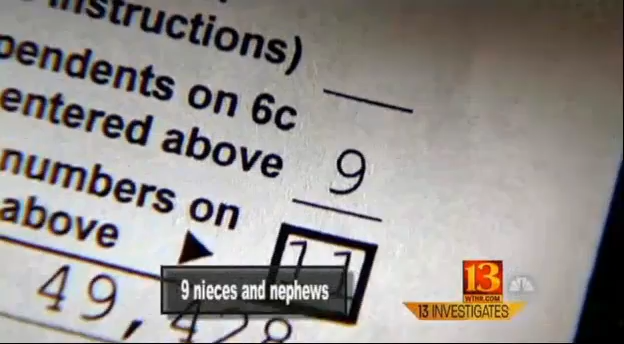 instructions)
pendents on 6c
entered above 9
numbers on
above 11
49,428
9 nieces and nephews
13
WTHR.COM
13 INVESTIGATES